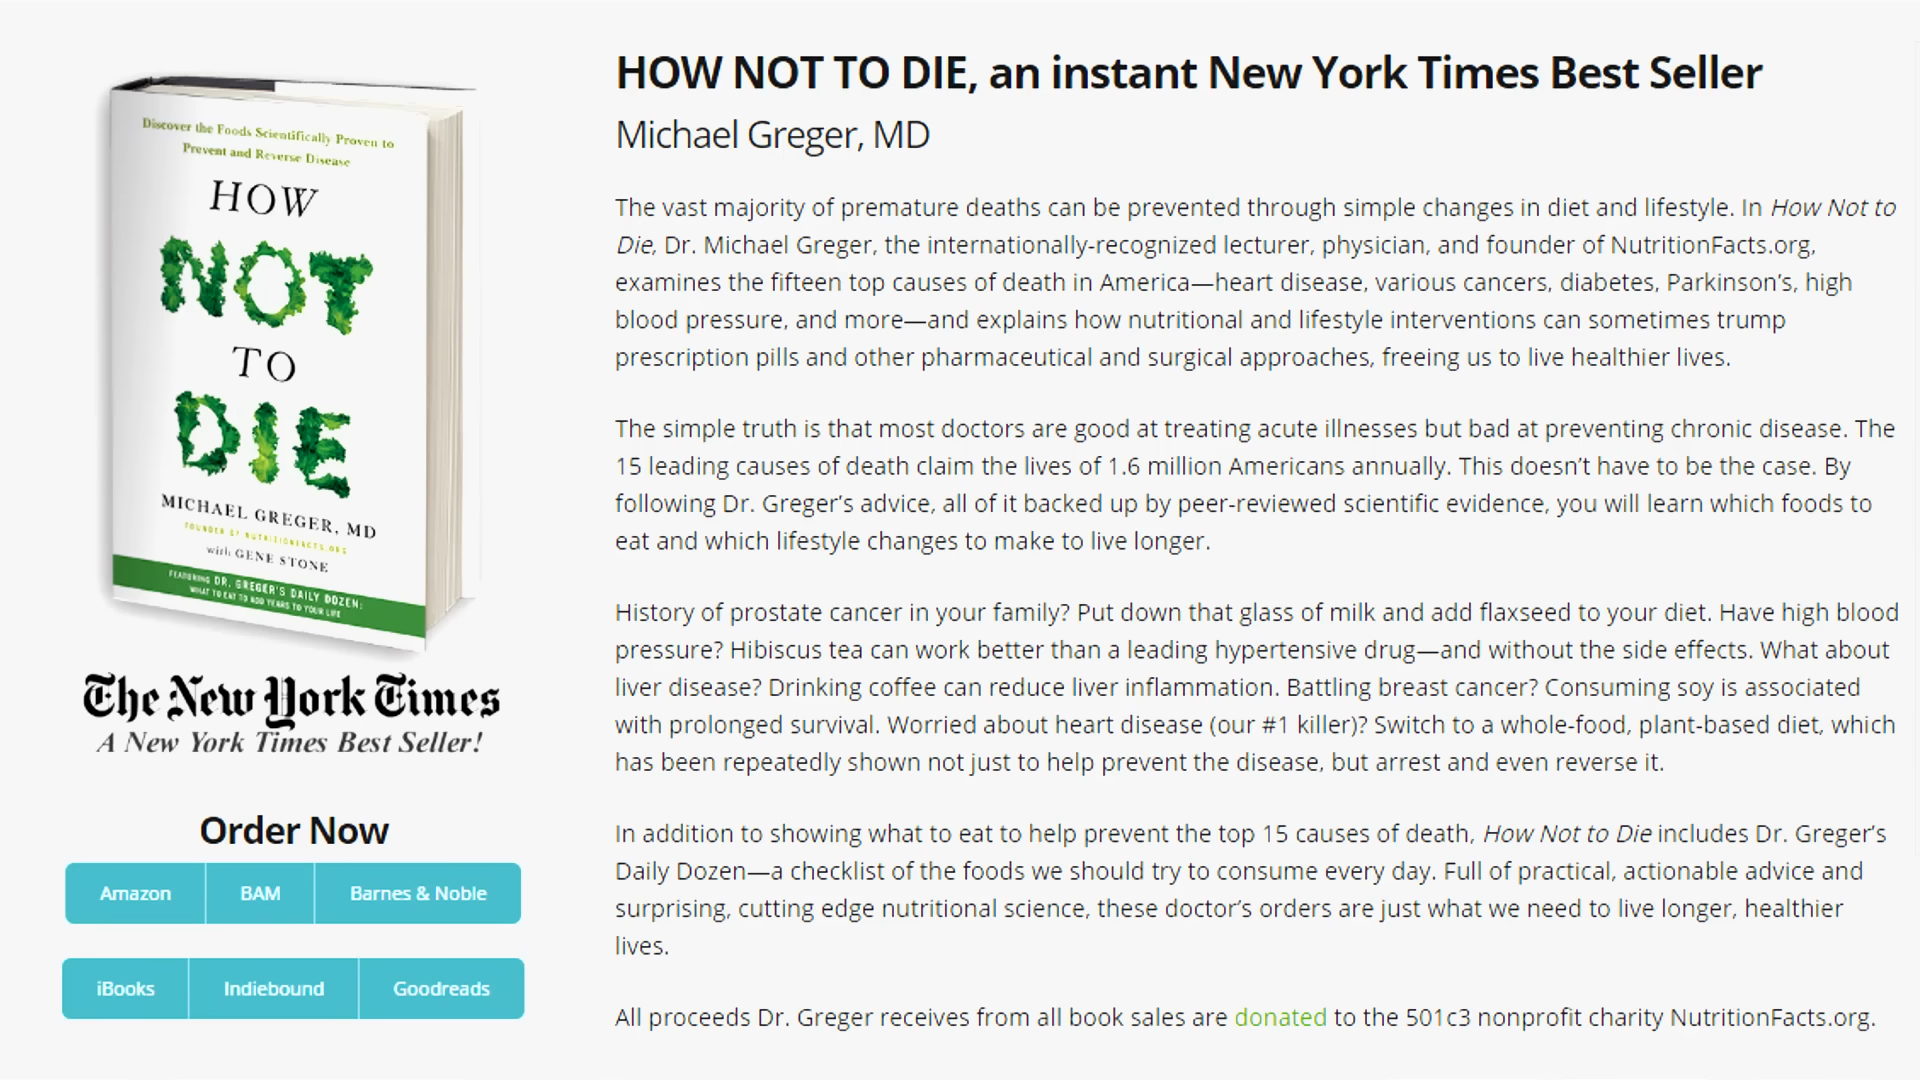 Discover the Foods Scientifically Proven to
Prevent and Reverse Disease
HOW
NOT
TO
DIE
MICHAEL GREGER, MD
FOUNDER OF NUTRITIONFACTS.ORG
with GENE STONE
FEATURING DR. GREGER'S DAILY DOZEN:
WHAT TO EAT TO ADD YEARS TO YOUR LIFE
The New York Times
A New York Times Best Seller!
Order Now
Amazon BAM Barnes & Noble
iBooks Indiebound Goodreads
HOW NOT TO DIE, an instant New York Times Best Seller
Michael Greger, MD
The vast majority of premature deaths can be prevented through simple changes in diet and lifestyle. In How Not to
Die, Dr. Michael Greger, the internationally-recognized lecturer, physician, and founder of NutritionFacts.org,
examines the fifteen top causes of death in America—heart disease, various cancers, diabetes, Parkinson's, high
blood pressure, and more—and explains how nutritional and lifestyle interventions can sometimes trump
prescription pills and other pharmaceutical and surgical approaches, freeing us to live healthier lives.
The simple truth is that most doctors are good at treating acute illnesses but bad at preventing chronic disease. The
15 leading causes of death claim the lives of 1.6 million Americans annually. This doesn't have to be the case. By
following Dr. Greger's advice, all of it backed up by peer-reviewed scientific evidence, you will learn which foods to
eat and which lifestyle changes to make to live longer.
History of prostate cancer in your family? Put down that glass of milk and add flaxseed to your diet. Have high blood
pressure? Hibiscus tea can work better than a leading hypertensive drug—and without the side effects. What about
liver disease? Drinking coffee can reduce liver inflammation. Battling breast cancer? Consuming soy is associated
with prolonged survival. Worried about heart disease (our #1 killer)? Switch to a whole-food, plant-based diet, which
has been repeatedly shown not just to help prevent the disease, but arrest and even reverse it.
In addition to showing what to eat to help prevent the top 15 causes of death, How Not to Die includes Dr. Greger's
Daily Dozen—a checklist of the foods we should try to consume every day. Full of practical, actionable advice and
surprising, cutting edge nutritional science, these doctor's orders are just what we need to live longer, healthier
lives.
All proceeds Dr. Greger receives from all book sales are donated to the 501c3 nonprofit charity NutritionFacts.org.